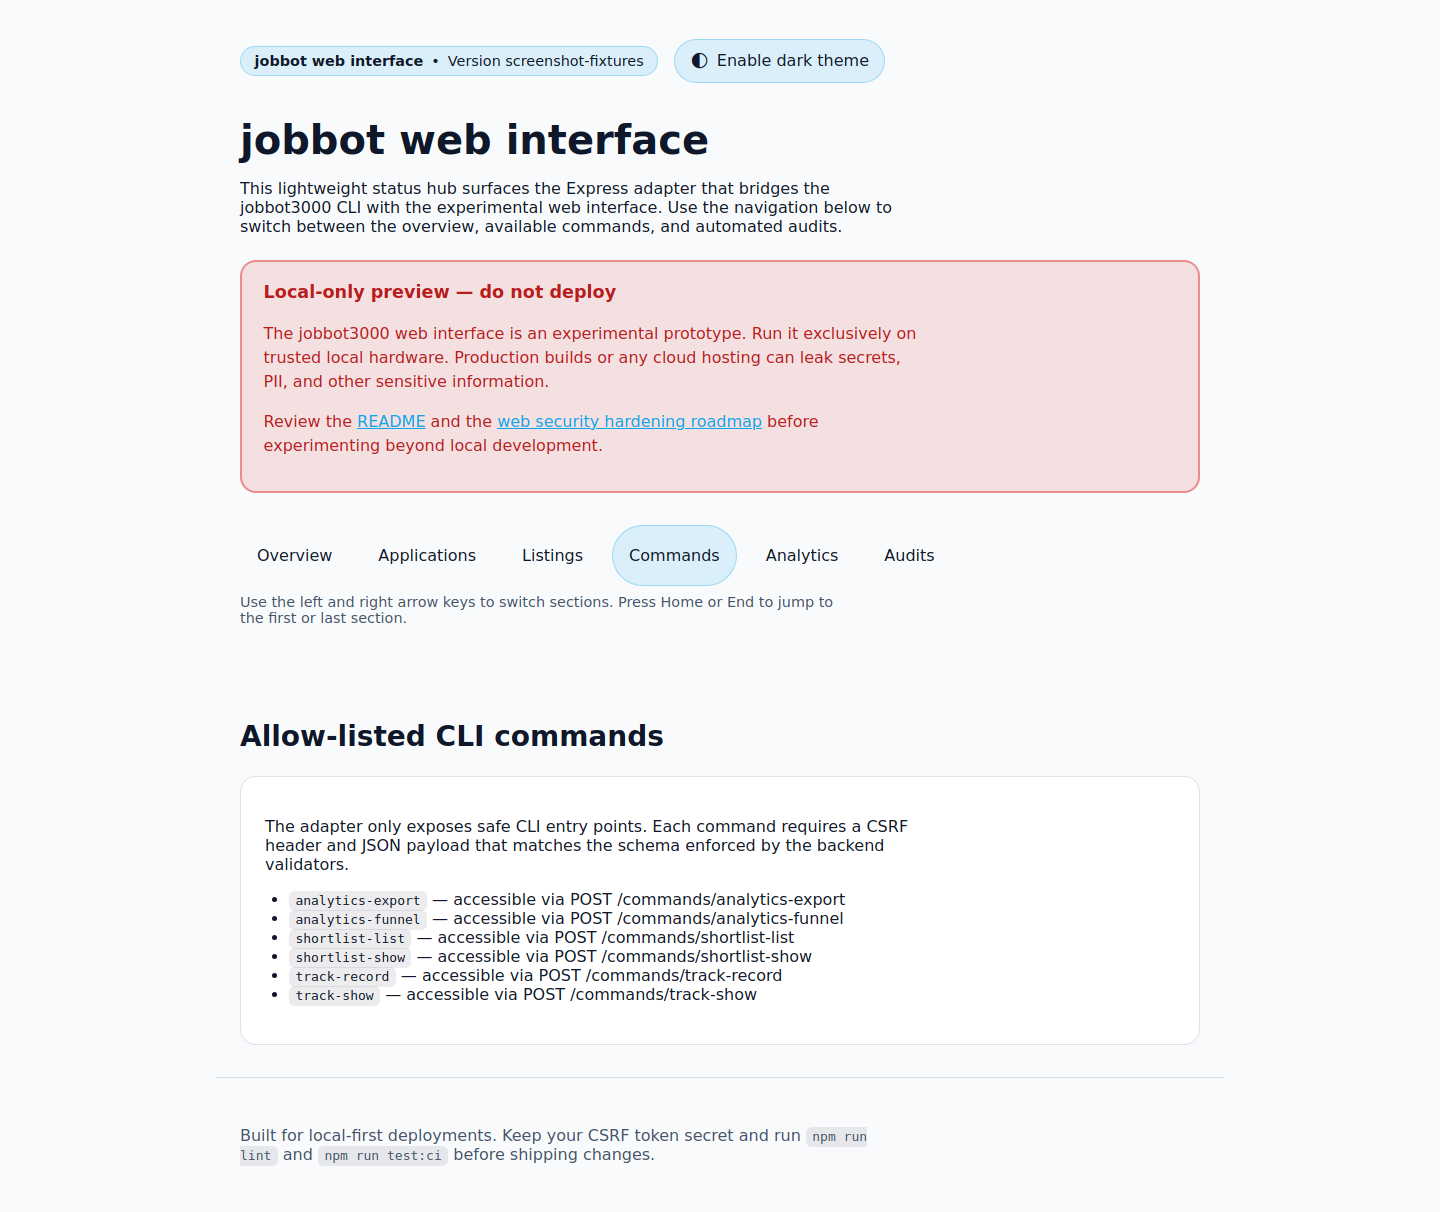 jobbot web interface • Version screenshot-fixtures
Enable dark theme
jobbot web interface
This lightweight status hub surfaces the Express adapter that bridges the
jobbot3000 CLI with the experimental web interface. Use the navigation below to
switch between the overview, available commands, and automated audits.
Local-only preview — do not deploy
The jobbot3000 web interface is an experimental prototype. Run it exclusively on
trusted local hardware. Production builds or any cloud hosting can leak secrets,
PII, and other sensitive information.
Review the README and the web security hardening roadmap before
experimenting beyond local development.
Overview Applications Listings Commands Analytics Audits
Use the left and right arrow keys to switch sections. Press Home or End to jump to
the first or last section.
Allow-listed CLI commands
The adapter only exposes safe CLI entry points. Each command requires a CSRF
header and JSON payload that matches the schema enforced by the backend
validators.
• analytics-export — accessible via POST /commands/analytics-export
• analytics-funnel — accessible via POST /commands/analytics-funnel
• shortlist-list — accessible via POST /commands/shortlist-list
• shortlist-show — accessible via POST /commands/shortlist-show
• track-record — accessible via POST /commands/track-record
• track-show — accessible via POST /commands/track-show
Built for local-first deployments. Keep your CSRF token secret and run npm run
lint and npm run test:ci before shipping changes.